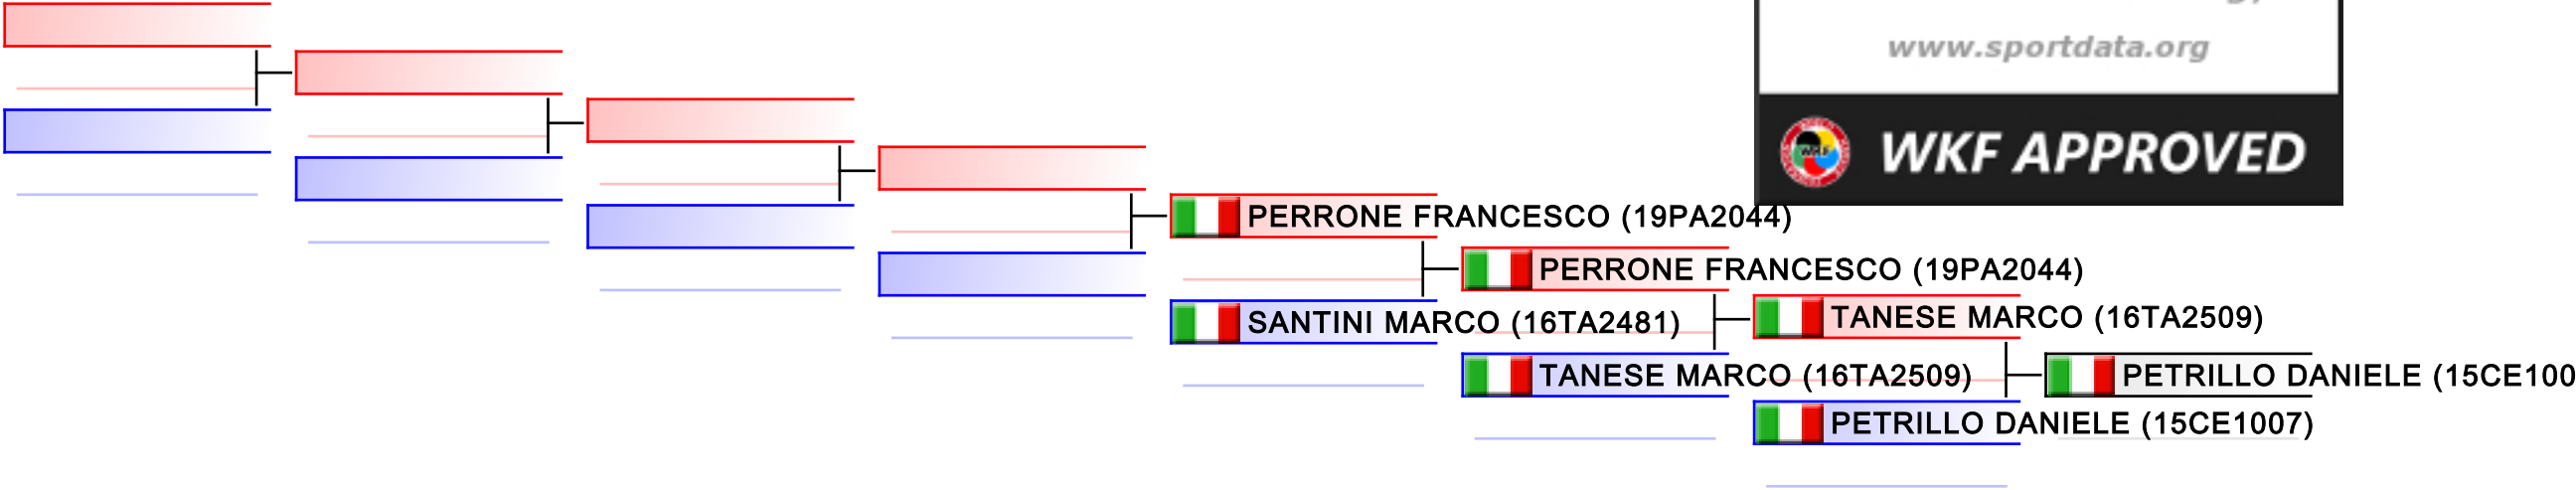 www.sportdata.org
WKF APPROVED
PERRONE FRANCESCO (19PA2044)
PERRONE FRANCESCO (19PA2044)
SANTINI MARCO (16TA2481)
TANESE MARCO (16TA2509)
TANESE MARCO (16TA2509)
PETRILLO DANIELE (15CE100
PETRILLO DANIELE (15CE1007)